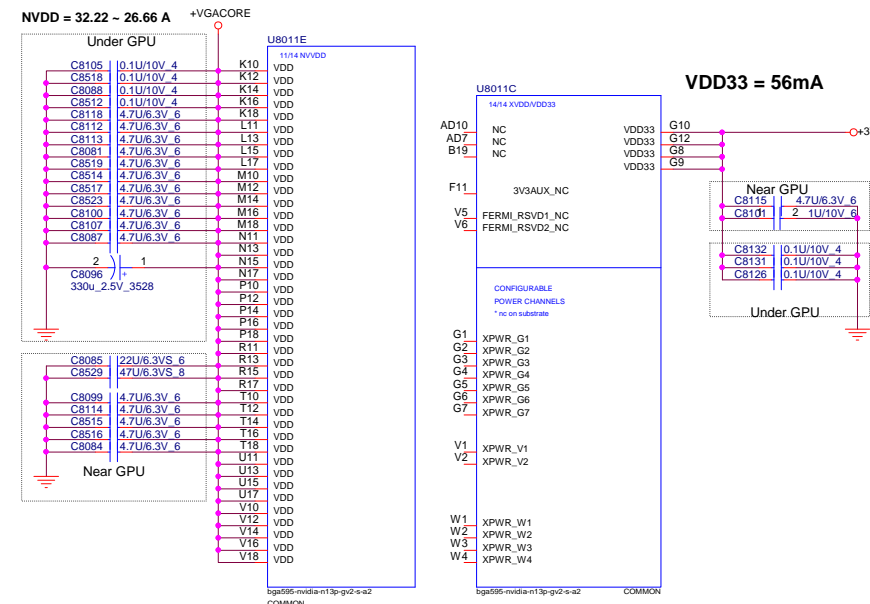 NVDD = 32.22 ~ 26.66 A
+VGACORE
Under GPU
C8105 0.1U/10V_4
C8518 0.1U/10V_4
C8088 0.1U/10V_4
C8512 0.1U/10V_4
C8118 4.7U/6.3V_6
C8112 4.7U/6.3V_6
C8113 4.7U/6.3V_6
C8081 4.7U/6.3V_6
C8519 4.7U/6.3V_6
C8514 4.7U/6.3V_6
C8517 4.7U/6.3V_6
C8523 4.7U/6.3V_6
C8100 4.7U/6.3V_6
C8107 4.7U/6.3V_6
C8087 4.7U/6.3V_6
2 1
+
C8096
330u_2.5V_3528
C8085 22U/6.3VS_6
C8529 47U/6.3VS_8
C8099 4.7U/6.3V_6
C8114 4.7U/6.3V_6
C8515 4.7U/6.3V_6
C8516 4.7U/6.3V_6
C8084 4.7U/6.3V_6
Near GPU
U8011E
11/14 NVVDD
K10 VDD
K12 VDD
K14 VDD
K16 VDD
K18 VDD
L11 VDD
L13 VDD
L15 VDD
L17 VDD
M10 VDD
M12 VDD
M14 VDD
M16 VDD
M18 VDD
N11 VDD
N13 VDD
N15 VDD
N17 VDD
P10 VDD
P12 VDD
P14 VDD
P16 VDD
P18 VDD
R11 VDD
R13 VDD
R15 VDD
R17 VDD
T10 VDD
T12 VDD
T14 VDD
T16 VDD
T18 VDD
U11 VDD
U13 VDD
U15 VDD
U17 VDD
V10 VDD
V12 VDD
V14 VDD
V16 VDD
V18 VDD
bga595-nvidia-n13p-gv2-s-a2
COMMON
U8011C
14/14 XVDD/VDD33
AD10 NC
AD7 NC
B19 NC
F11 3V3AUX_NC
V5 FERMI_RSVD1_NC
V6 FERMI_RSVD2_NC
VDD33 G10
VDD33 G12
VDD33 G8
VDD33 G9
CONFIGURABLE
POWER CHANNELS
* nc on substrate
G1 XPWR_G1
G2 XPWR_G2
G3 XPWR_G3
G4 XPWR_G4
G5 XPWR_G5
G6 XPWR_G6
G7 XPWR_G7
V1 XPWR_V1
V2 XPWR_V2
W1 XPWR_W1
W2 XPWR_W2
W3 XPWR_W3
W4 XPWR_W4
bga595-nvidia-n13p-gv2-s-a2 COMMON
VDD33 = 56mA
+3
Near GPU
C8115 4.7U/6.3V_6
C8101 1 2 1U/10V_6
C8132 0.1U/10V_4
C8131 0.1U/10V_4
C8126 0.1U/10V_4
Under GPU